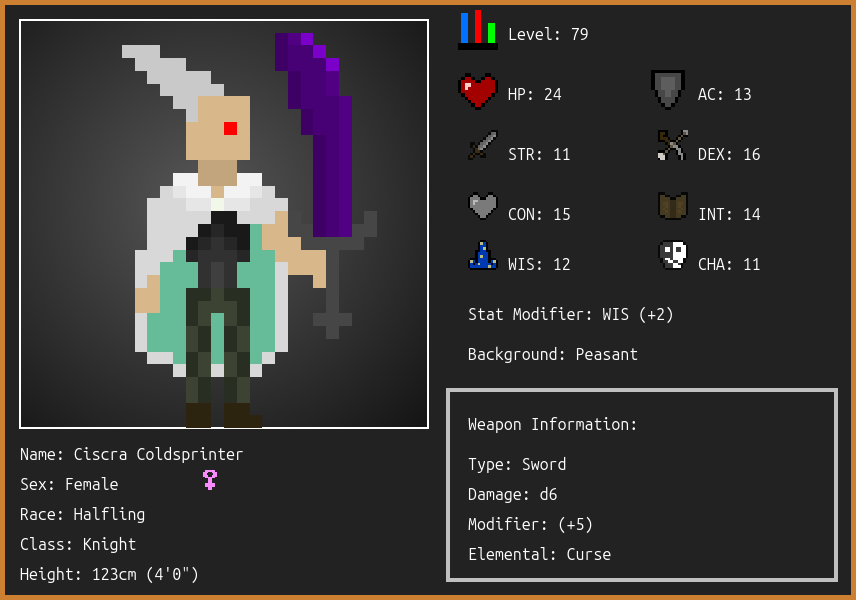 Level: 79
HP: 24
AC: 13
STR: 11
DEX: 16
CON: 15
INT: 14
WIS: 12
CHA: 11
Stat Modifier: WIS (+2)
Background: Peasant
Weapon Information:
Type: Sword
Damage: d6
Modifier: (+5)
Elemental: Curse
Name: Ciscra Coldsprinter
Sex: Female
Race: Halfling
Class: Knight
Height: 123cm (4'0")